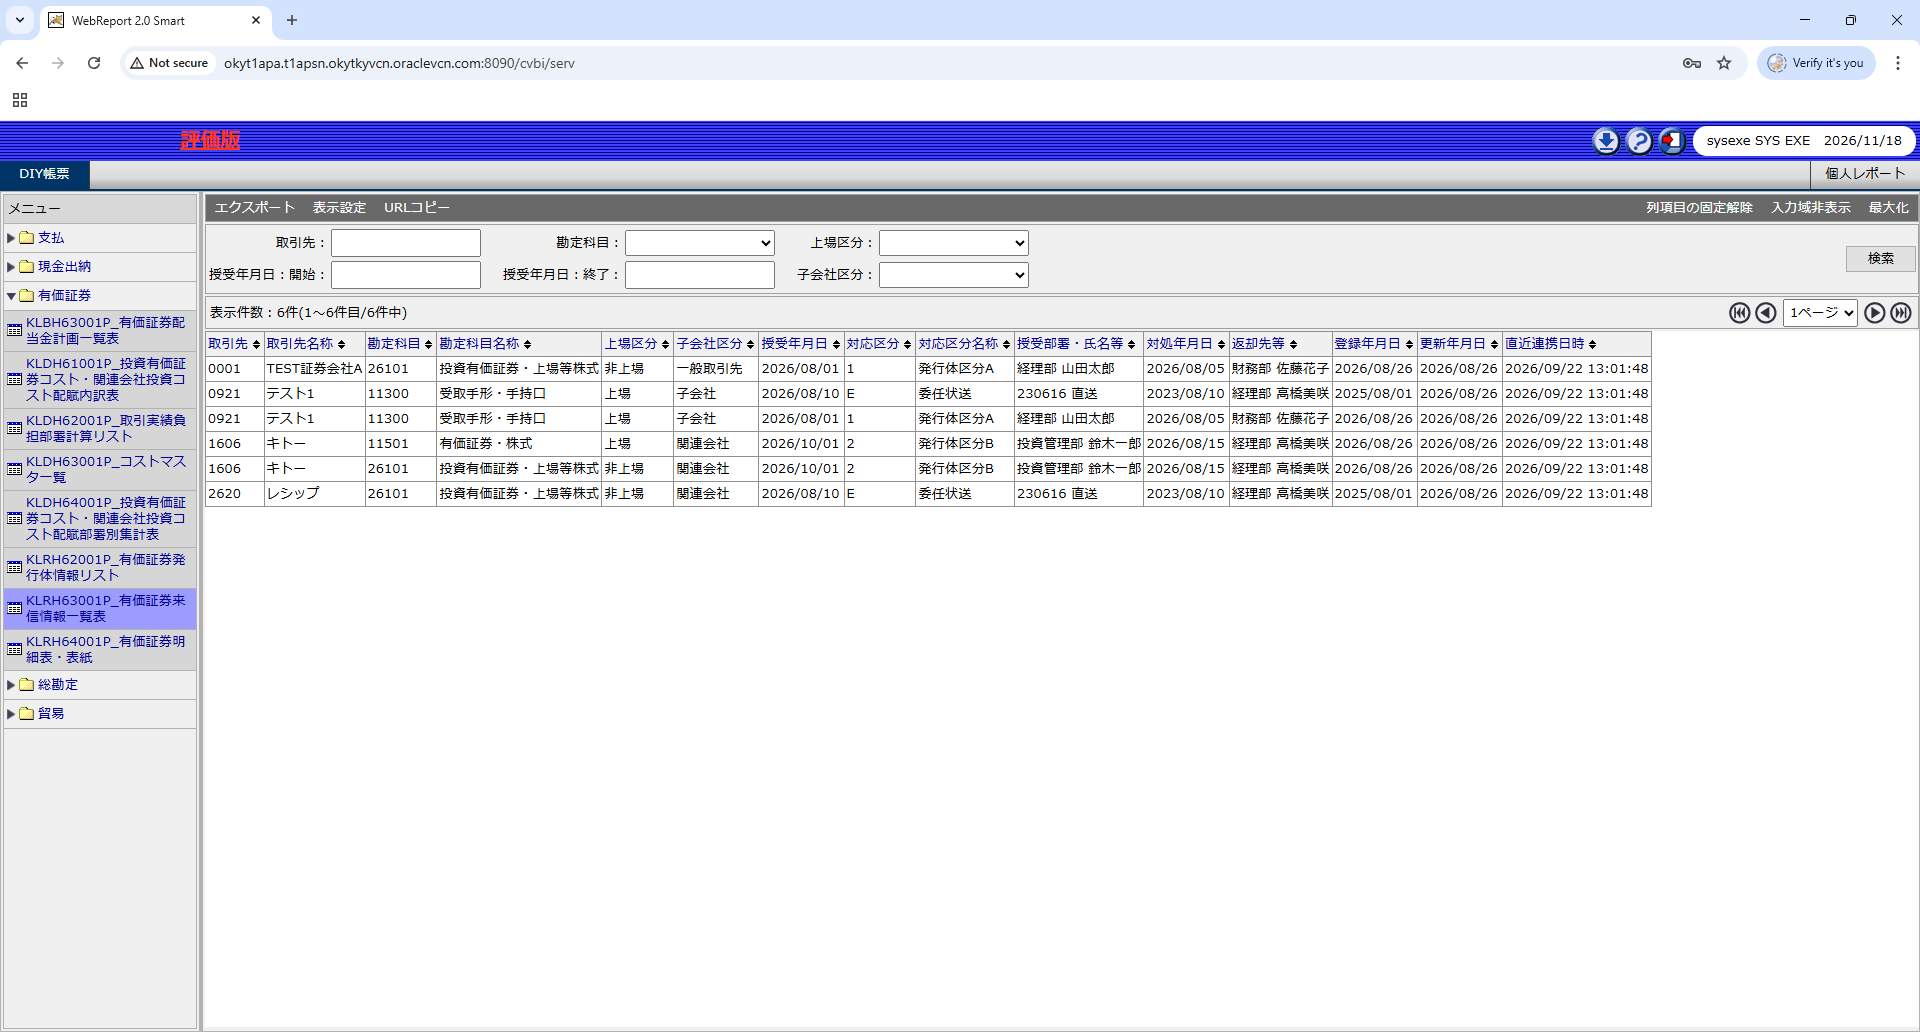 WebReport 2.0 Smart
Not secure
okyt1apa.t1apsn.okytkyvcn.oraclevcn.com:8090/cvbi/serv
Verify it's you
評価版
sysexe SYS EXE 2026/11/18
DIY帳票
個人レポート
メニュー
支払
現金出納
有価証券
KLBH63001P_有価証券配
当金計画一覧表
KLDH61001P_投資有価証
券コスト・関連会社投資コ
スト配賦内訳表
KLDH62001P_取引実績負
担部署計算リスト
KLDH63001P_コストマス
ター覧
KLDH64001P_投資有価証
券コスト・関連会社投資コ
スト配賦部署別集計表
KLRH62001P_有価証券発
行体情報リスト
KLRH63001P_有価証券来
信情報一覧表
KLRH64001P_有価証券明
細表・表紙
総勘定
貿易
エクスポート 表示設定 URLコピー 列項目の固定解除 入力域非表示 最大化
取引先： 勘定科目： 上場区分：
授受年月日：開始： 授受年月日：終了： 子会社区分：
検索
表示件数：6件(1～6件目/6件中)
1ページ
取引先 取引先名称 勘定科目 勘定科目名称 上場区分 子会社区分 授受年月日 対応区分 対応区分名称 授受部署・氏名等 対処年月日 返却先等 登録年月日 更新年月日 直近連携日時
0001 TEST証券会社A 26101 投資有価証券・上場等株式 非上場 一般取引先 2026/08/01 1 発行体区分A 経理部 山田太郎 2026/08/05 財務部 佐藤花子 2026/08/26 2026/08/26 2026/09/22 13:01:48
0921 テスト1 11300 受取手形・手持口 上場 子会社 2026/08/10 E 委任状送 230616 直送 2023/08/10 経理部 高橋美咲 2025/08/01 2026/08/26 2026/09/22 13:01:48
0921 テスト1 11300 受取手形・手持口 上場 子会社 2026/08/01 1 発行体区分A 経理部 山田太郎 2026/08/05 財務部 佐藤花子 2026/08/26 2026/08/26 2026/09/22 13:01:48
1606 キトー 11501 有価証券・株式 上場 関連会社 2026/10/01 2 発行体区分B 投資管理部 鈴木一郎 2026/08/15 経理部 高橋美咲 2026/08/26 2026/08/26 2026/09/22 13:01:48
1606 キトー 26101 投資有価証券・上場等株式 非上場 関連会社 2026/10/01 2 発行体区分B 投資管理部 鈴木一郎 2026/08/15 経理部 高橋美咲 2026/08/26 2026/08/26 2026/09/22 13:01:48
2620 レシップ 26101 投資有価証券・上場等株式 非上場 関連会社 2026/08/10 E 委任状送 230616 直送 2023/08/10 経理部 高橋美咲 2025/08/01 2026/08/26 2026/09/22 13:01:48